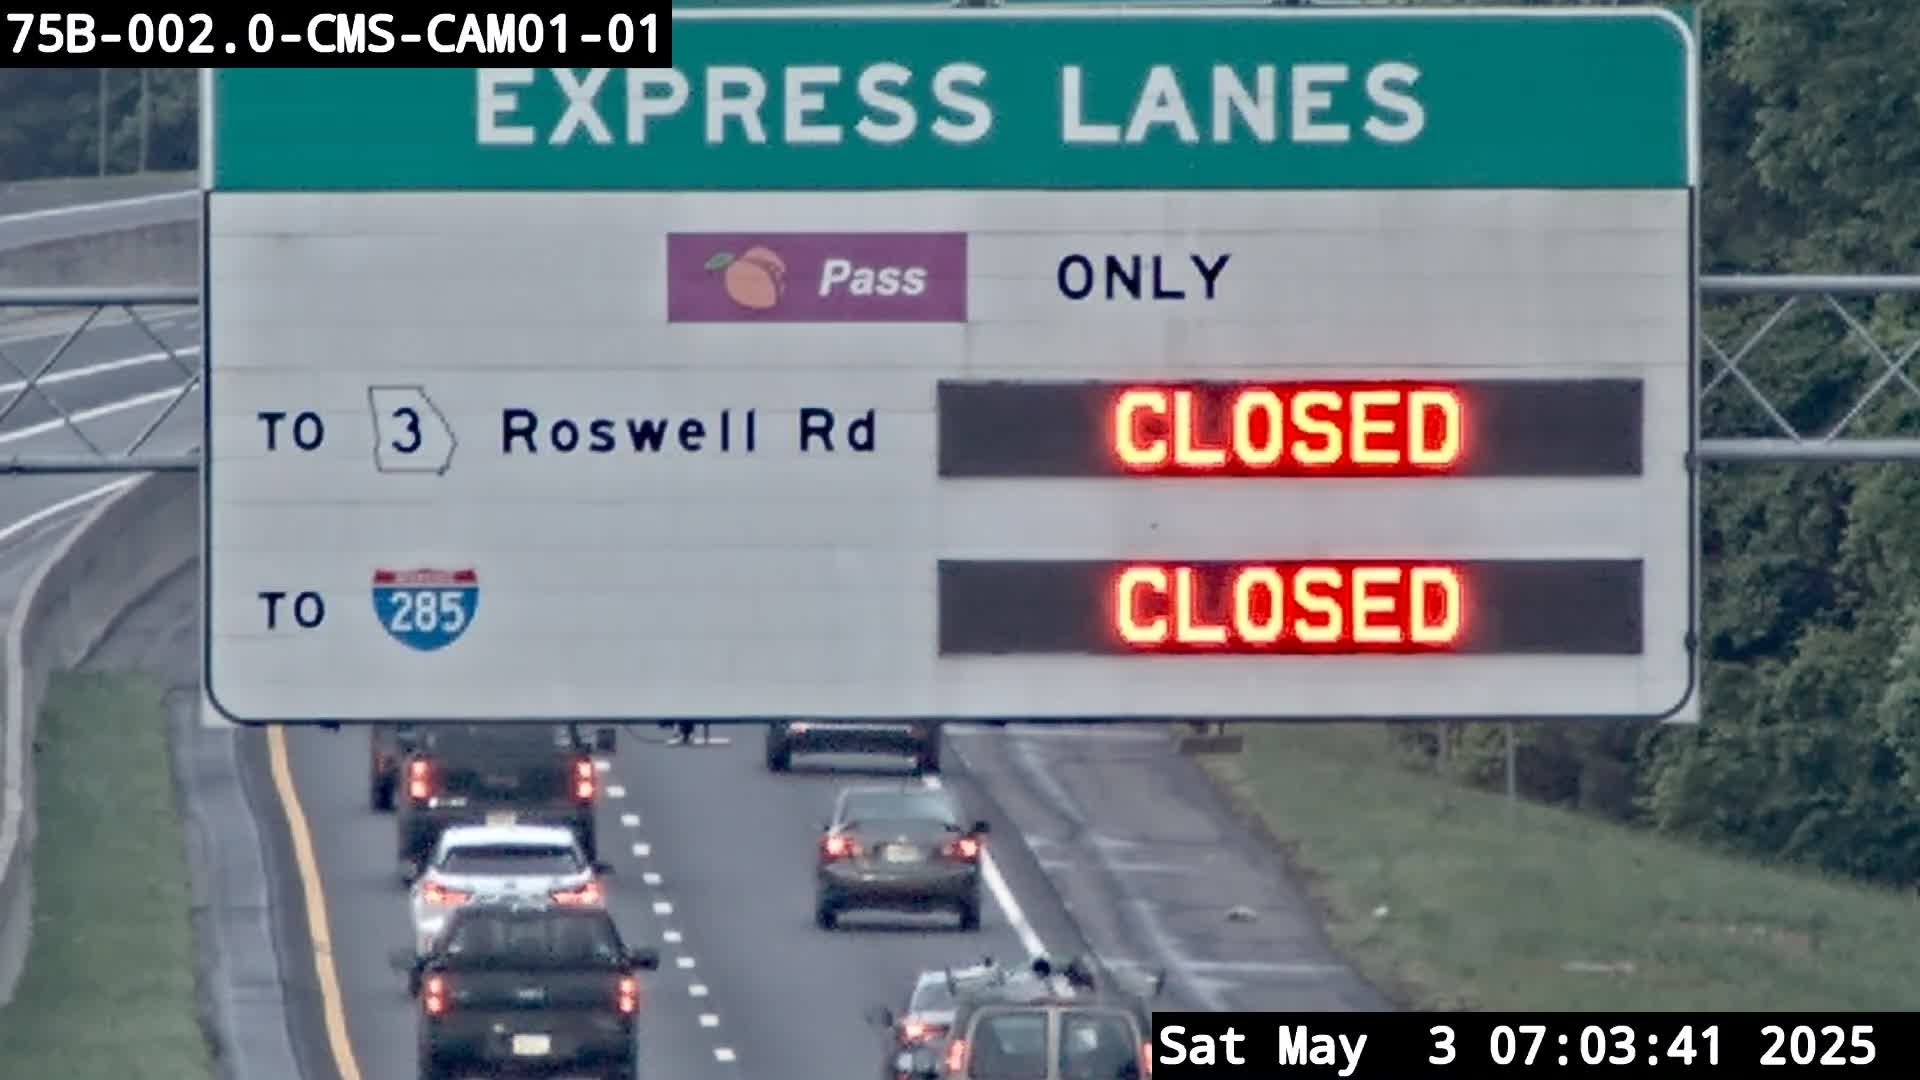 75B-002.0-CMS-CAM01-01
EXPRESS LANES
Pass ONLY
TO 3 Roswell Rd CLOSED
TO 285 CLOSED
Sat May 3 07:03:41 2025